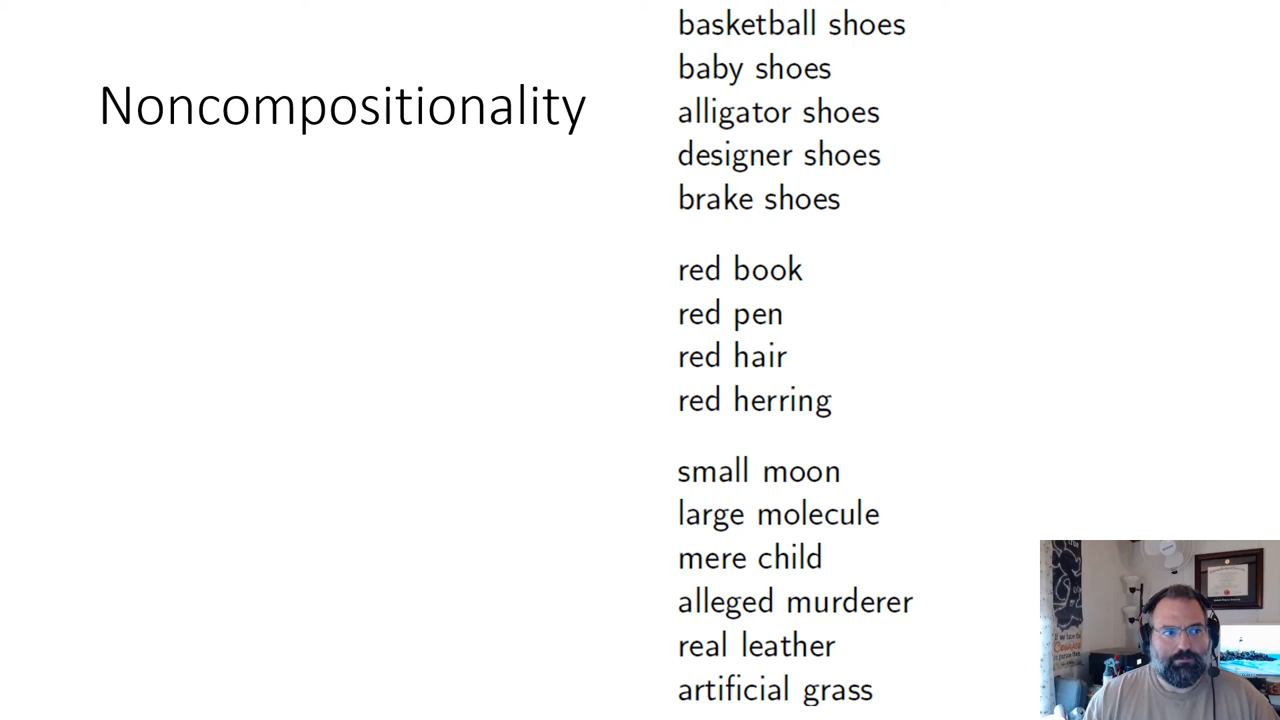 Noncompositionality
basketball shoes
baby shoes
alligator shoes
designer shoes
brake shoes
red book
red pen
red hair
red herring
small moon
large molecule
mere child
alleged murderer
real leather
artificial grass